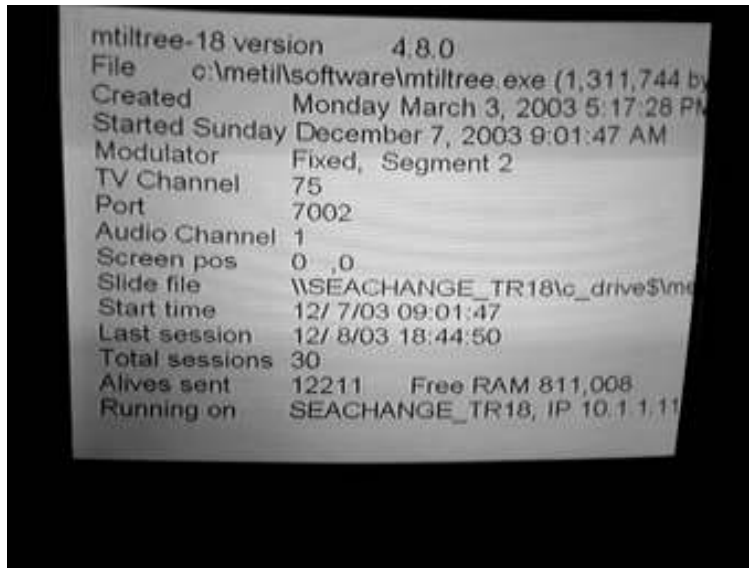 mtiltree-18 version 4.8.0
File c:\metil\software\mtiltree.exe (1,311,744 by
Created Monday March 3, 2003 5:17:28 PM
Started Sunday December 7, 2003 9:01:47 AM
Modulator Fixed, Segment 2
TV Channel 75
Port 7002
Audio Channel 1
Screen pos 0 ,0
Slide file \\SEACHANGE_TR18\c_drive$\me
Start time 12/ 7/03 09:01:47
Last session 12/ 8/03 18:44:50
Total sessions 30
Alives sent 12211 Free RAM 811,008
Running on SEACHANGE_TR18, IP 10.1.1.11